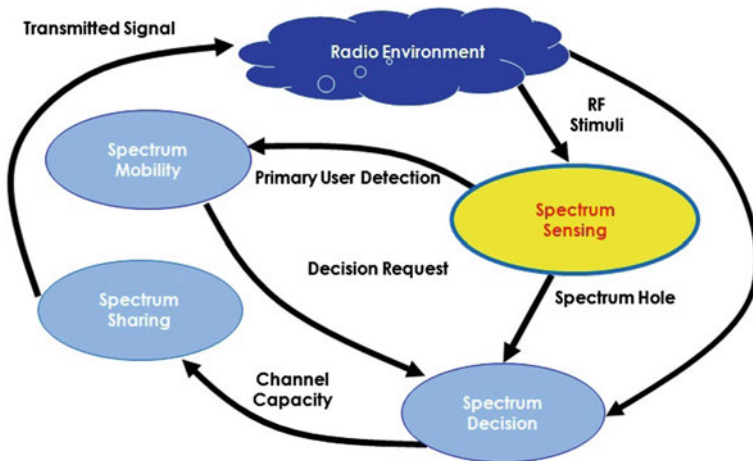 Transmitted Signal
Radio Environment
RF
Stimuli
Spectrum
Mobility
Primary User Detection
Spectrum
Sensing
Decision Request
Spectrum Hole
Spectrum
Sharing
Channel
Capacity
Spectrum
Decision